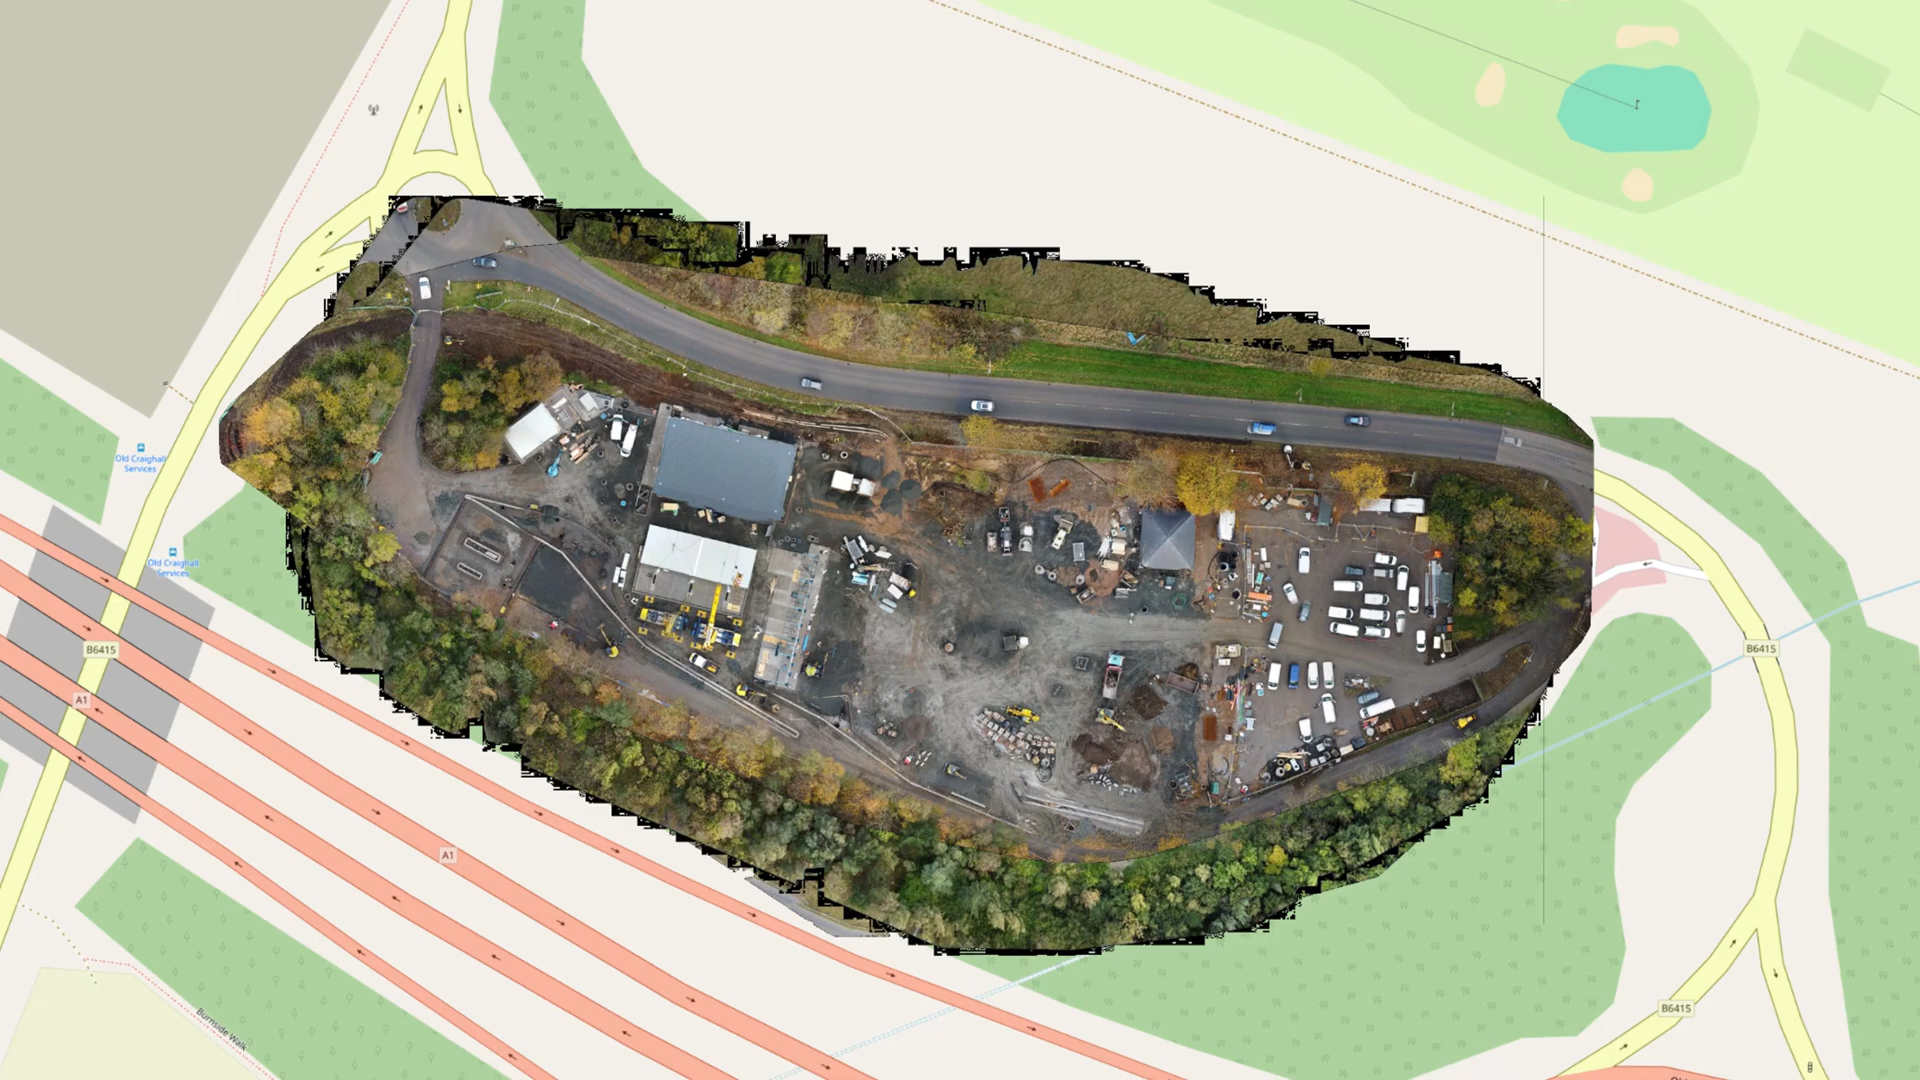 Old Craighall
Services
Old Craighall
Services
B6415
B6415
A1
A1
B6415
Burnside Walk